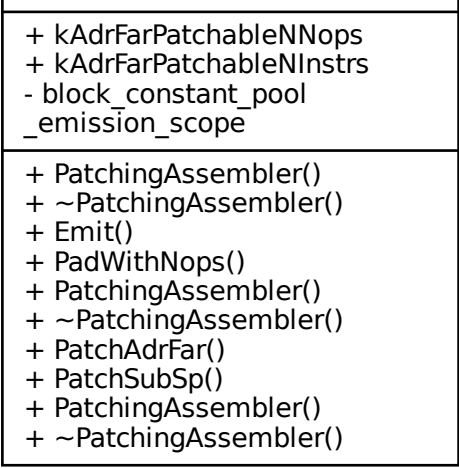 + kAdrFarPatchableNNops
+ kAdrFarPatchableNInstrs
- block_constant_pool
_emission_scope
+ PatchingAssembler()
+ ~PatchingAssembler()
+ Emit()
+ PadWithNops()
+ PatchingAssembler()
+ ~PatchingAssembler()
+ PatchAdrFar()
+ PatchSubSp()
+ PatchingAssembler()
+ ~PatchingAssembler()